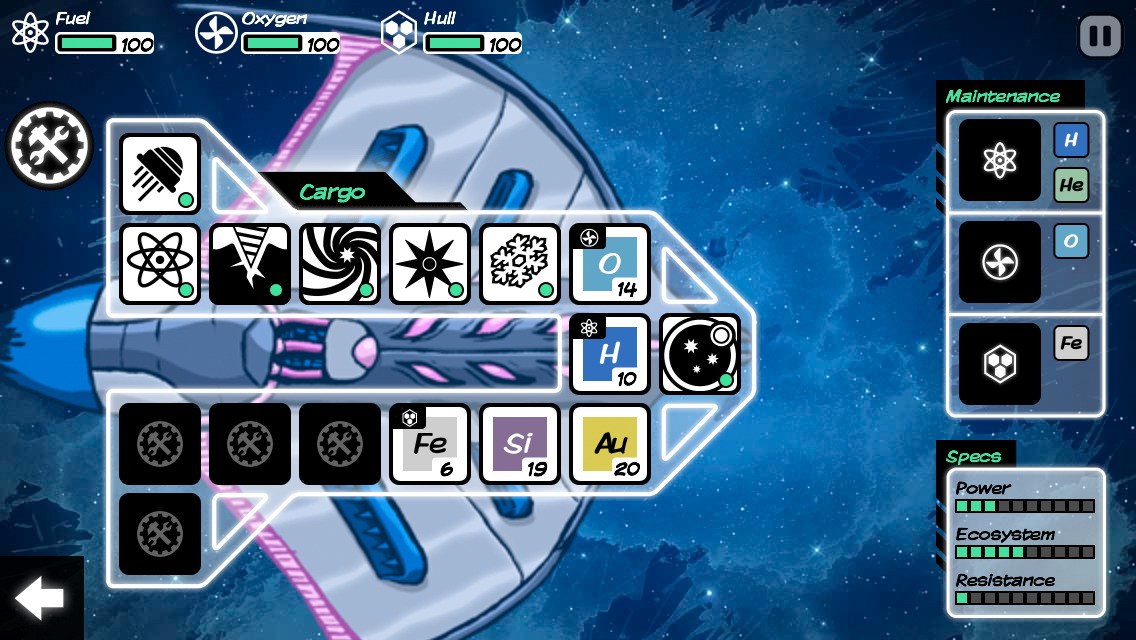 Fuel
100
Oxygen
100
Hull
100
Maintenance
H
He
Cargo
O
14
O
H
10
Fe
Fe
6
Si
19
Au
20
Specs
Power
Ecosystem
Resistance